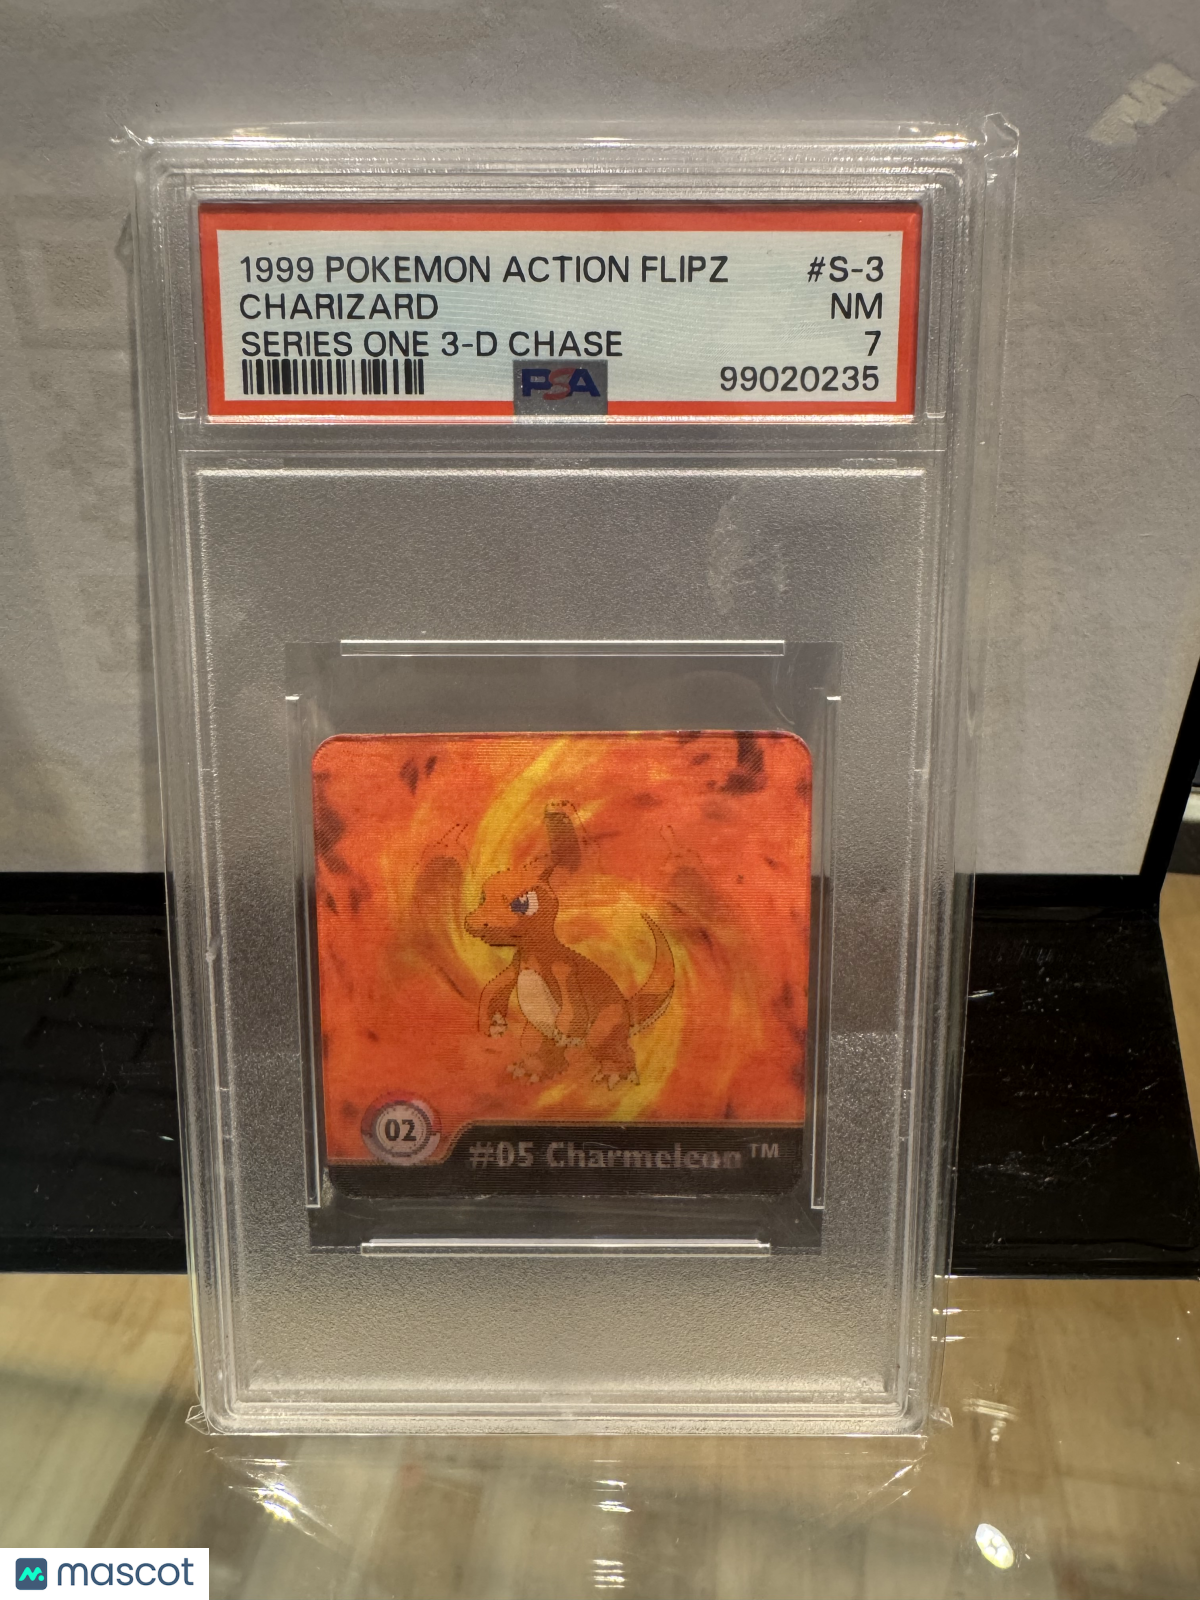 1999 POKEMON ACTION FLIPZ #S-3
CHARIZARD NM
SERIES ONE 3-D CHASE 7
PSA 99020235
02 #05 Charmeleon™
mascot